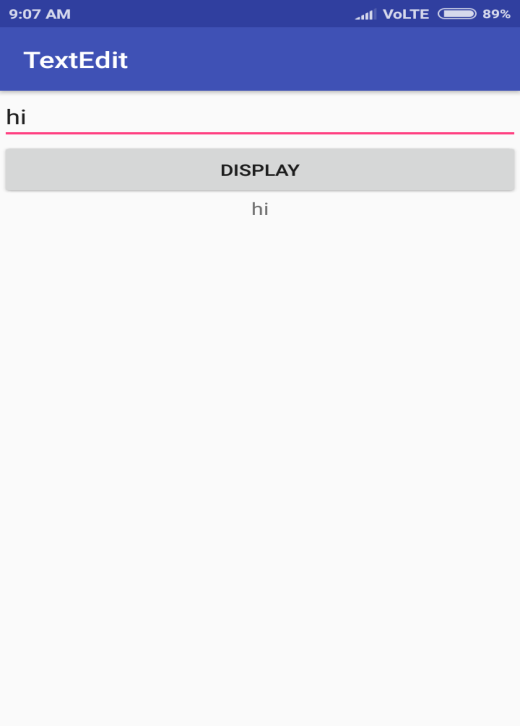 9:07 AM VoLTE 89%
TextEdit
hi
DISPLAY
hi